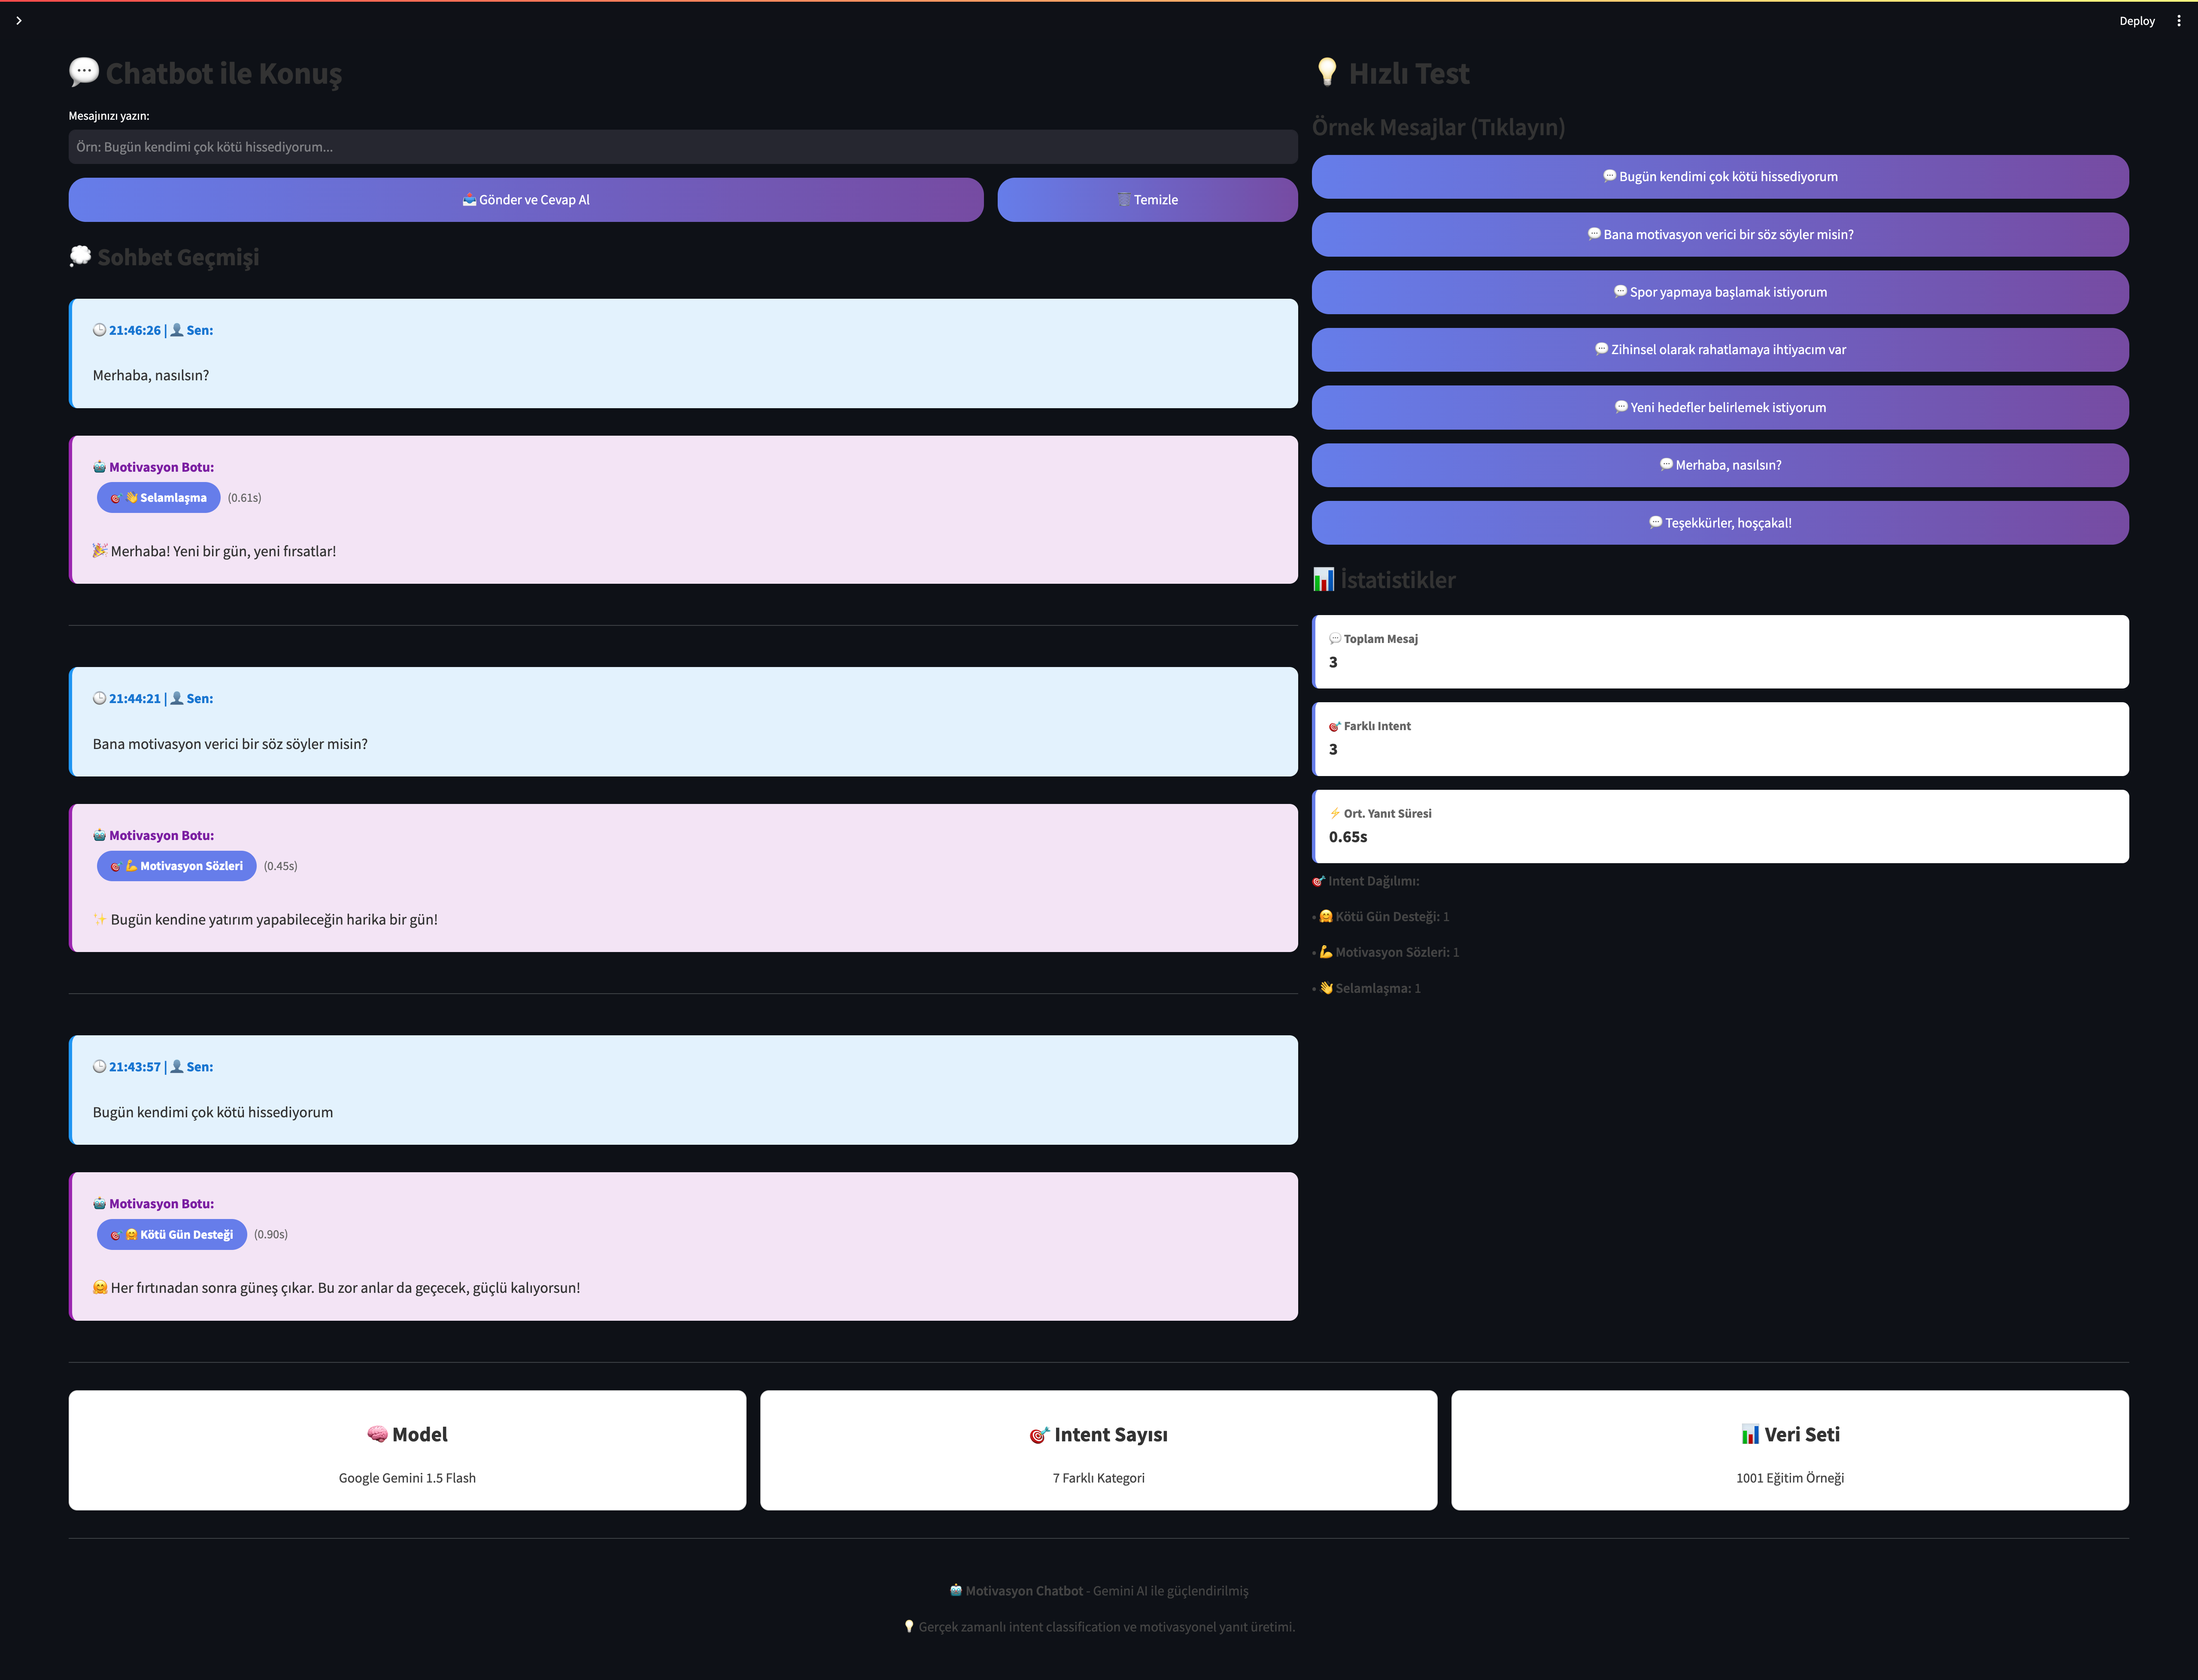 Deploy
💬 Chatbot ile Konuş
Mesajınızı yazın:
Örn: Bugün kendimi çok kötü hissediyorum...
📤 Gönder ve Cevap Al
🗑️ Temizle
💭 Sohbet Geçmişi
🕒 21:46:26 | 👤 Sen:
Merhaba, nasılsın?
🤖 Motivasyon Botu:
🎯 👋 Selamlaşma (0.61s)
🎉 Merhaba! Yeni bir gün, yeni fırsatlar!
🕒 21:44:21 | 👤 Sen:
Bana motivasyon verici bir söz söyler misin?
🤖 Motivasyon Botu:
🎯 💪 Motivasyon Sözleri (0.45s)
✨ Bugün kendine yatırım yapabileceğin harika bir gün!
🕒 21:43:57 | 👤 Sen:
Bugün kendimi çok kötü hissediyorum
🤖 Motivasyon Botu:
🎯 🤗 Kötü Gün Desteği (0.90s)
🤗 Her fırtınadan sonra güneş çıkar. Bu zor anlar da geçecek, güçlü kalıyorsun!
💡 Hızlı Test
Örnek Mesajlar (Tıklayın)
💬 Bugün kendimi çok kötü hissediyorum
💬 Bana motivasyon verici bir söz söyler misin?
💬 Spor yapmaya başlamak istiyorum
💬 Zihinsel olarak rahatlamaya ihtiyacım var
💬 Yeni hedefler belirlemek istiyorum
💬 Merhaba, nasılsın?
💬 Teşekkürler, hoşçakal!
📊 İstatistikler
💬 Toplam Mesaj
3
🎯 Farklı Intent
3
⚡ Ort. Yanıt Süresi
0.65s
🎯 Intent Dağılımı:
• 🤗 Kötü Gün Desteği: 1
• 💪 Motivasyon Sözleri: 1
• 👋 Selamlaşma: 1
🧠 Model
Google Gemini 1.5 Flash
🎯 Intent Sayısı
7 Farklı Kategori
📊 Veri Seti
1001 Eğitim Örneği
🤖 Motivasyon Chatbot - Gemini AI ile güçlendirilmiş
💡 Gerçek zamanlı intent classification ve motivasyonel yanıt üretimi.